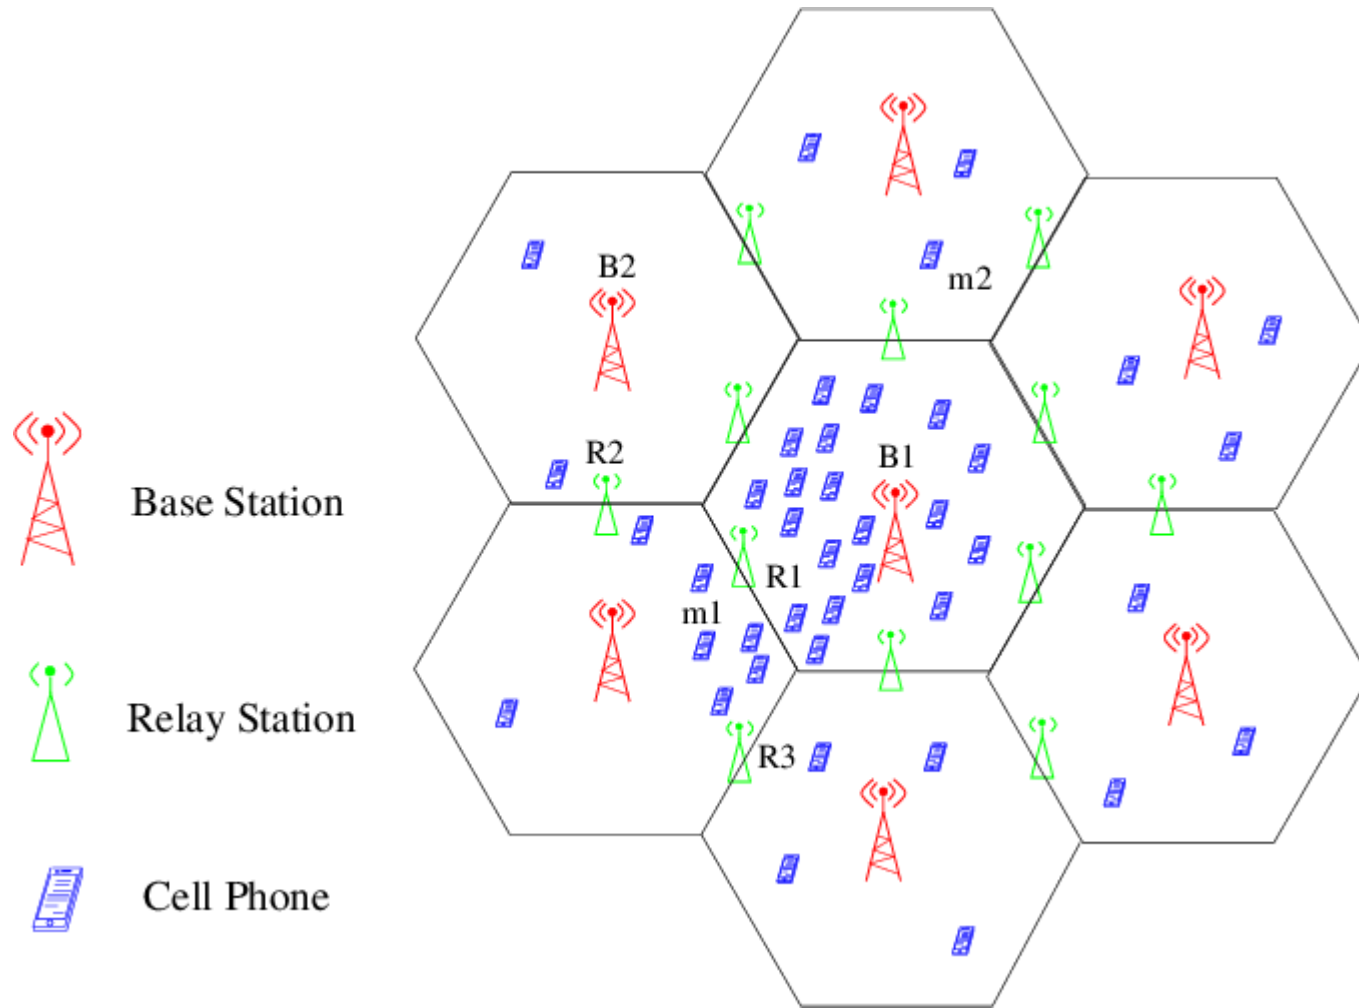 B2
m2
R2
B1
Base Station
R1
m1
Relay Station
R3
Cell Phone